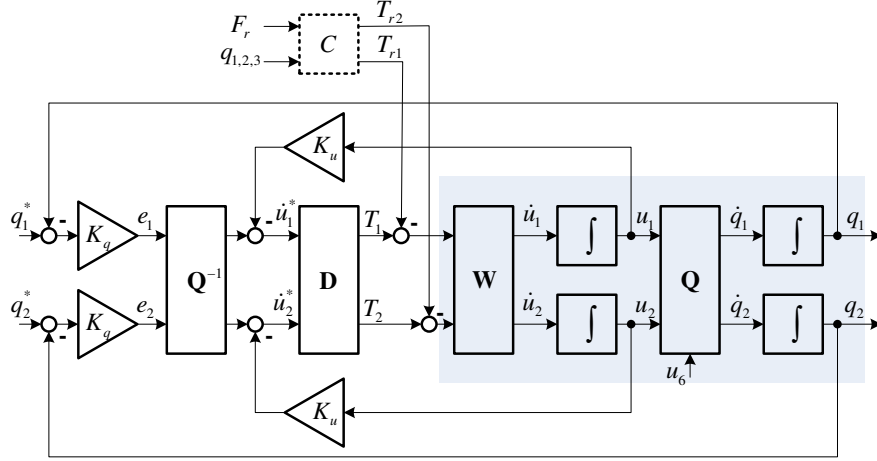 F_r
T_{r2}
C
q_{1,2,3}
T_{r1}
K_u
q_1^*
-
K_q
e_1
Q^{-1}
-
u̇_1^*
D
T_1
-
W
u̇_1
∫
u_1
Q
q̇_1
∫
q_1
q_2^*
-
K_q
e_2
-
u̇_2^*
T_2
-
u̇_2
∫
u_2
q̇_2
∫
q_2
u_6
K_u